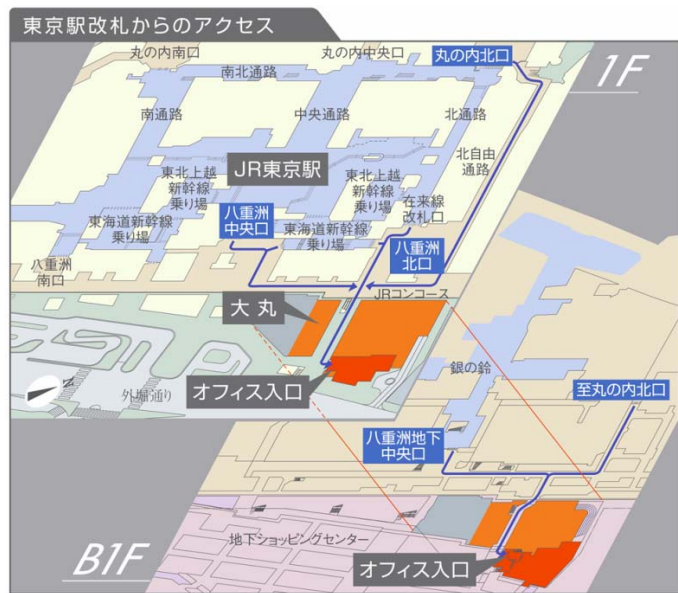 東京駅改札からのアクセス
1F
丸の内南口
丸の内中央口
丸の内北口
南北通路
南通路
中央通路
北通路
北自由
通路
JR東京駅
東北上越
新幹線
乗り場
東北上越
新幹線
乗り場
在来線
改札口
八重洲
中央口
東海道新幹線
乗り場
東海道新幹線
乗り場
八重洲
北口
八重洲
南口
JRコンコース
大丸
外堀通り
オフィス入口
N
銀の鈴
至丸の内北口
八重洲地下
中央口
地下ショッピングセンター
オフィス入口
B1F